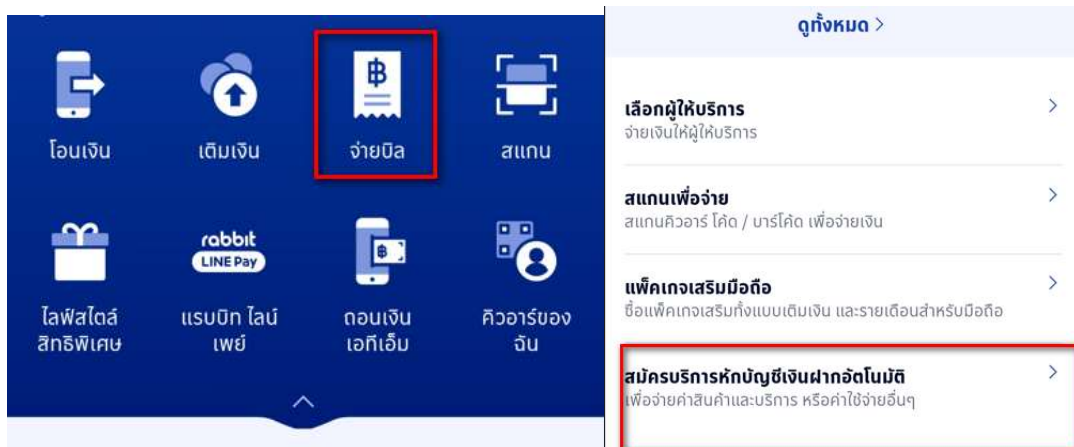 โอนเงิน
เติมเงิน
จ่ายบิล
สแกน
rabbit
LINE Pay
ไลฟ์สไตล์
สิทธิพิเศษ
แรบบิท ไลน์
เพย์
ถอนเงิน
เอทีเอ็ม
คิวอาร์ของ
ฉัน
ดูทั้งหมด >
เลือกผู้ให้บริการ
จ่ายเงินให้ผู้ให้บริการ
สแกนเพื่อจ่าย
สแกนคิวอาร์ โค้ด / บาร์โค้ด เพื่อจ่ายเงิน
แพ็คเกจเสริมมือถือ
ซื้อแพ็คเกจเสริมทั้งแบบเติมเงิน และรายเดือนสำหรับมือถือ
สมัครบริการหักบัญชีเงินฝากอัตโนมัติ
เพื่อจ่ายค่าสินค้าและบริการ หรือค่าใช้จ่ายอื่นๆ